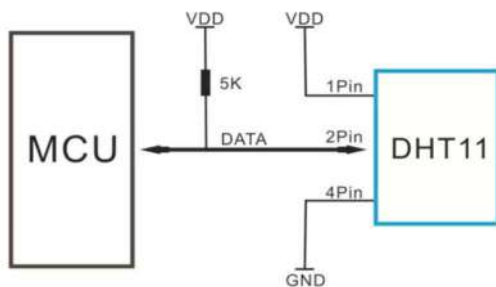 VDD
VDD
5K
1Pin
MCU
DATA
2Pin
DHT11
4Pin
GND